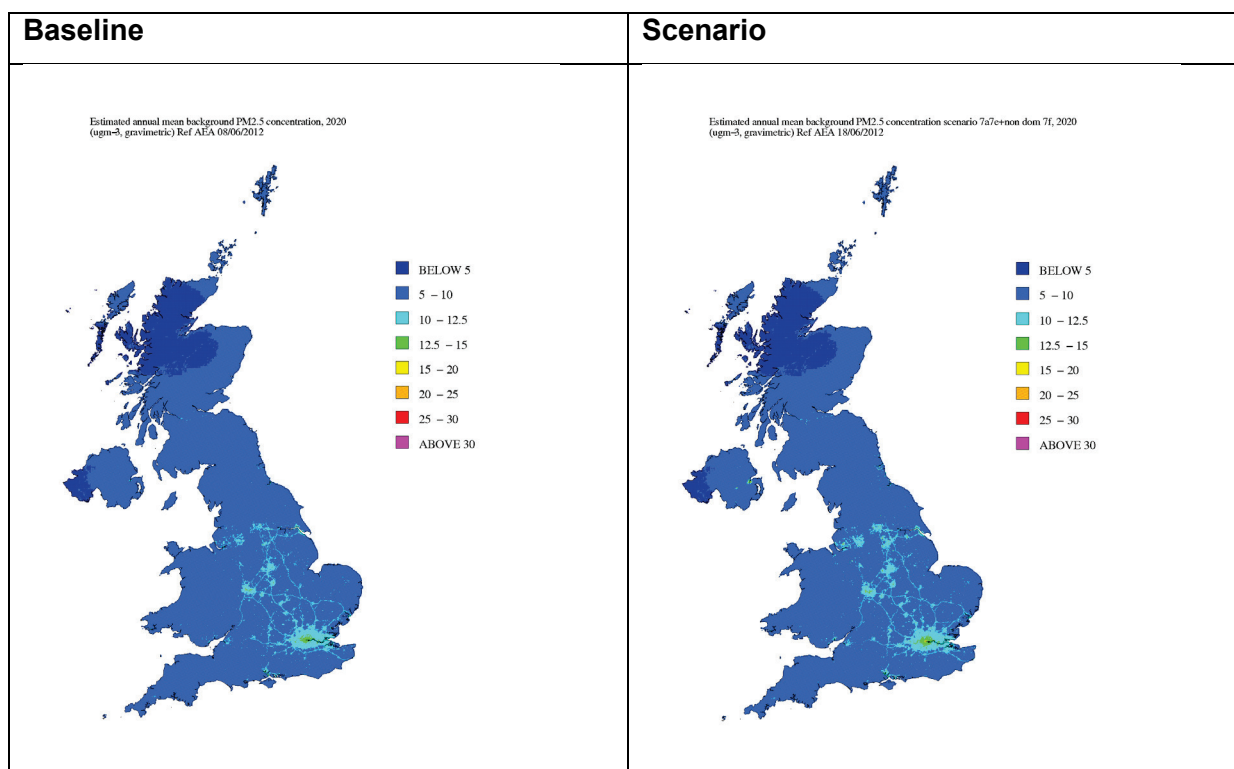 Baseline
Scenario
Estimated annual mean background PM2.5 concentration, 2020
(ugm-3, gravimetric) Ref AEA 08/06/2012
BELOW 5
5 - 10
10 - 12.5
12.5 - 15
15 - 20
20 - 25
25 - 30
ABOVE 30
Estimated annual mean background PM2.5 concentration scenario 7a7e+non dom 7f, 2020
(ugm-3, gravimetric) Ref AEA 18/06/2012
BELOW 5
5 - 10
10 - 12.5
12.5 - 15
15 - 20
20 - 25
25 - 30
ABOVE 30